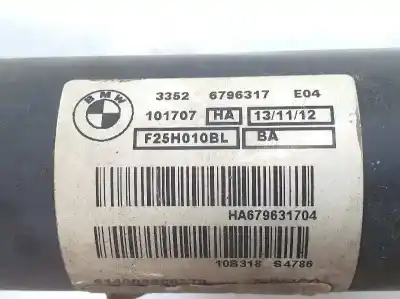 BMW
3352 6796317 E04
101707 HA 13/11/12
F25H010BL BA
HA679631704
10S318 S4786